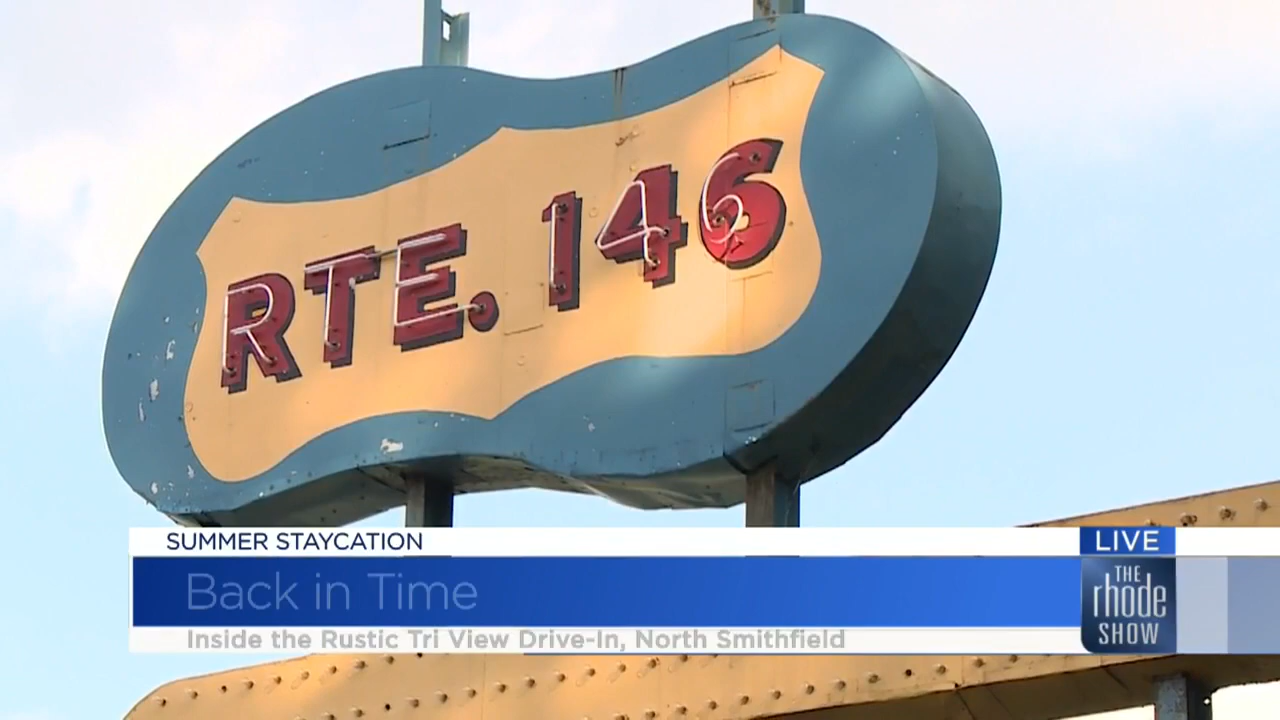 RTE. 146
SUMMER STAYCATION
LIVE
Back in Time
THE
rhode
SHOW
Inside the Rustic Tri View Drive-In, North Smithfield